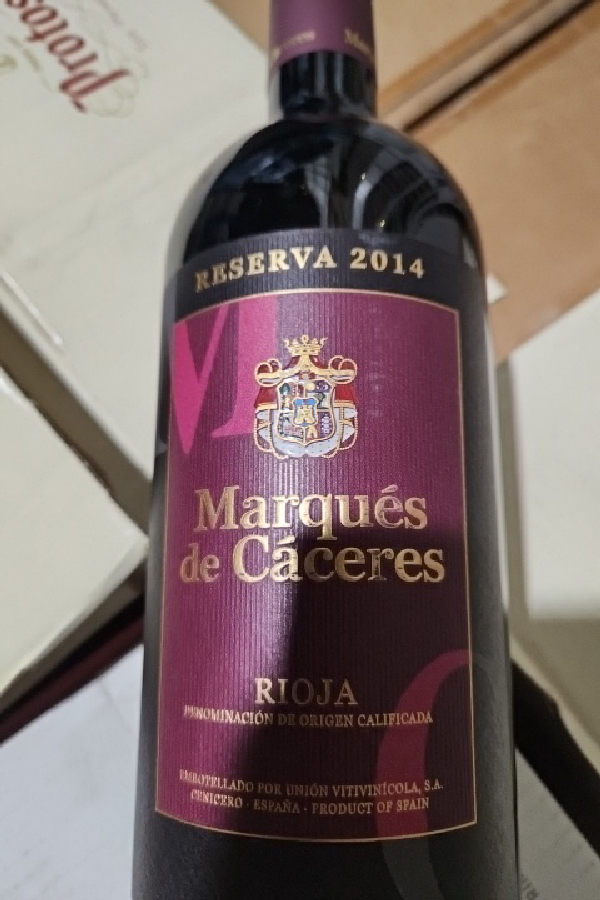 Protos
RESERVA 2014
Marqués
de Cáceres
RIOJA
DENOMINACIÓN DE ORIGEN CALIFICADA
EMBOTELLADO POR UNIÓN VITIVINÍCOLA, S.A.
CENICERO - ESPAÑA - PRODUCT OF SPAIN